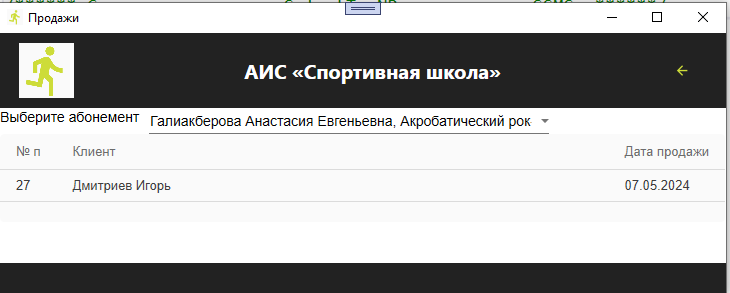 Продажи
АИС «Спортивная школа»
Выберите абонемент Галиакберова Анастасия Евгеньевна, Акробатический рок
№ п Клиент Дата продажи
27 Дмитриев Игорь 07.05.2024